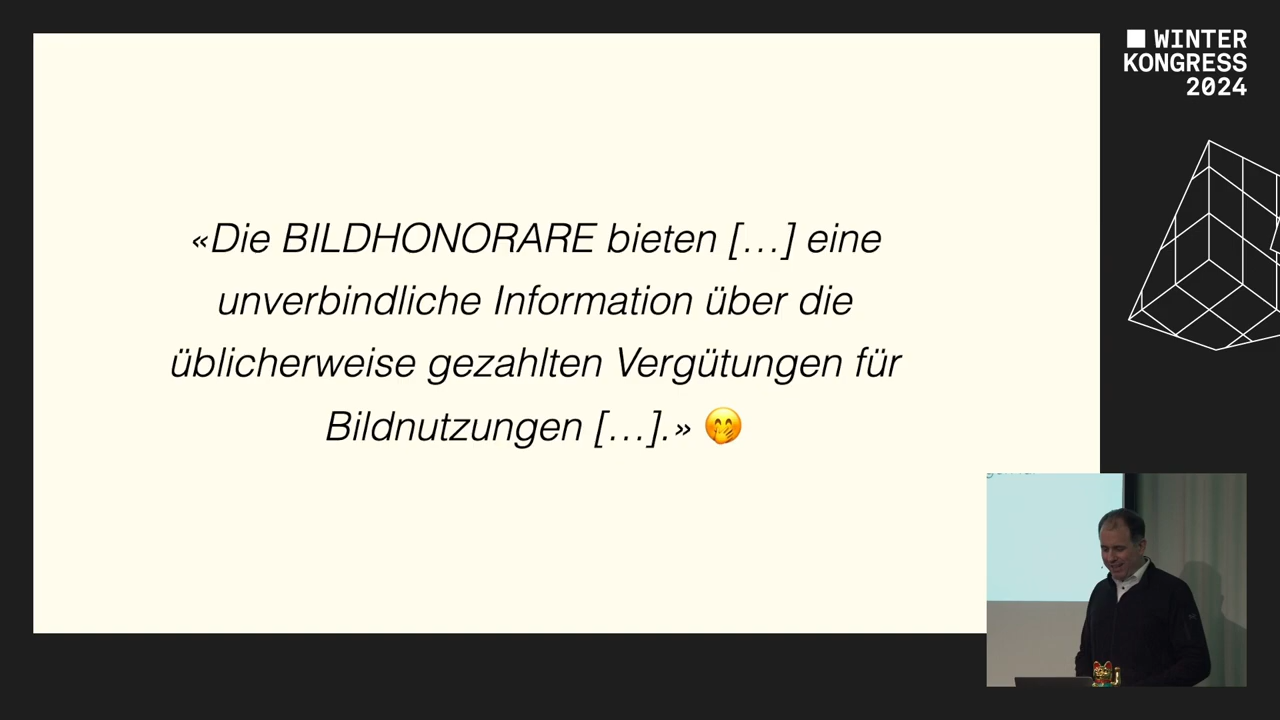 «Die BILDHONORARE bieten […] eine
unverbindliche Information über die
üblicherweise gezahlten Vergütungen für
Bildnutzungen […].» 🤭
WINTER
KONGRESS
2024